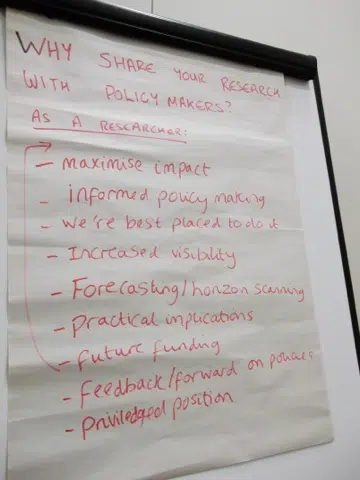 WHY SHARE YOUR RESEARCH
WITH POLICY MAKERS?
AS A RESEARCHER:
- maximise impact
- informed policy making
- we're best placed to do it
- Increased visibility
- Forecasting/horizon scanning
- Practical implications
- future funding
- Feedback/forward on policies
- Priviledged position